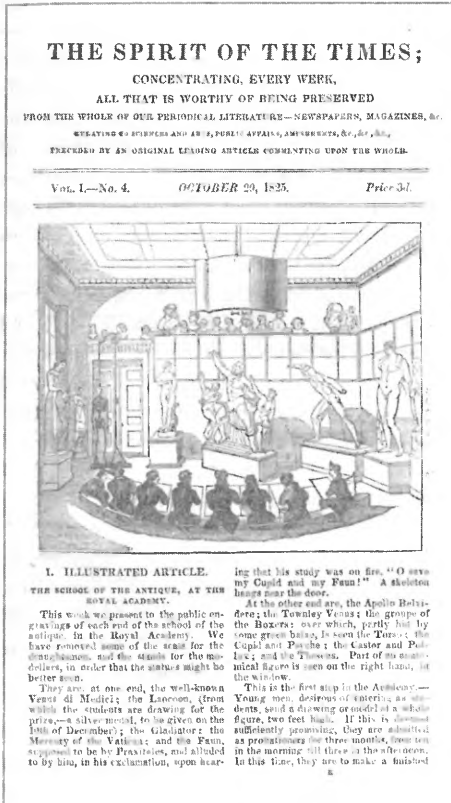 THE SPIRIT OF THE TIMES;
CONCENTRATING, EVERY WEEK,
ALL THAT IS WORTHY OF BEING PRESERVED
FROM THE WHOLE OF OUR PERIODICAL LITERATURE—NEWSPAPERS, MAGAZINES, &c.
RELATING TO SCIENCES AND ARTS, PUBLIC AFFAIRS, AMUSEMENTS, &c., &c., &c.,
PRECEDED BY AN ORIGINAL LEADING ARTICLE COMMENTING UPON THE WHOLE.
VOL. I.—No. 4. OCTOBER 29, 1825. Price 3d.
I. ILLUSTRATED ARTICLE.
THE SCHOOL OF THE ANTIQUE, AT THE
ROYAL ACADEMY.
This week we present to the public en-
gravings of each end of the school of the
antique, in the Royal Academy. We
have removed some of the seats for the
draughtsmen, and the stands for the mo-
dellers, in order that the statues might be
better seen.
They are, at one end, the well-known
Venus di Medici; the Laocoon, (from
which the students are drawing for the
prize,—a silver medal, to be given on the
10th of December); the Gladiator; the
Mercury of the Vatican; and the Faun,
supposed to be by Praxiteles, and alluded
to by him, in his exclamation, upon hear-
ing that his study was on fire, "O save
my Cupid and my Faun!" A skeleton
hangs near the door.
At the other end are, the Apollo Belvi-
dere; the Townley Venus; the groupe of
the Boxers: over which, partly hid by
some green baize, is seen the Torso; the
Cupid and Psyche; the Castor and Pol-
lux; and the Theseus. Part of an anato-
mical figure is seen on the right hand, in
the window.
This is the first step in the Academy.—
Young men, desirous of entering as stu-
dents, send a drawing or model of a whole
figure, two feet high. If this is deemed
sufficiently promising, they are admitted
as probationers for three months, from ten
in the morning till three in the afternoon.
In this time, they are to make a finished